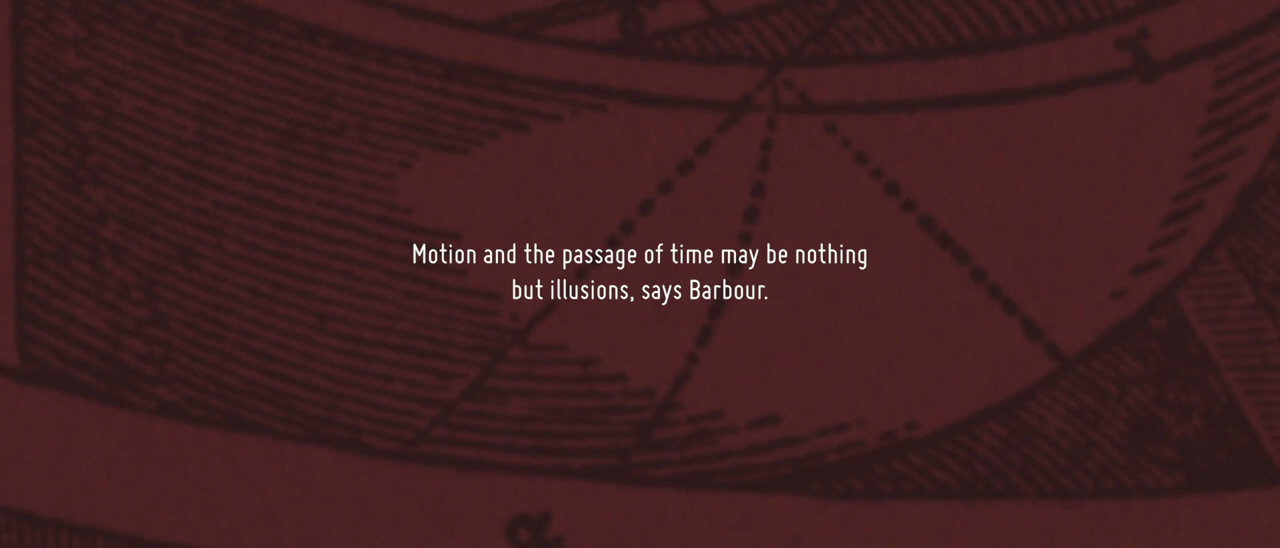 Motion and the passage of time may be nothing
but illusions, says Barbour.